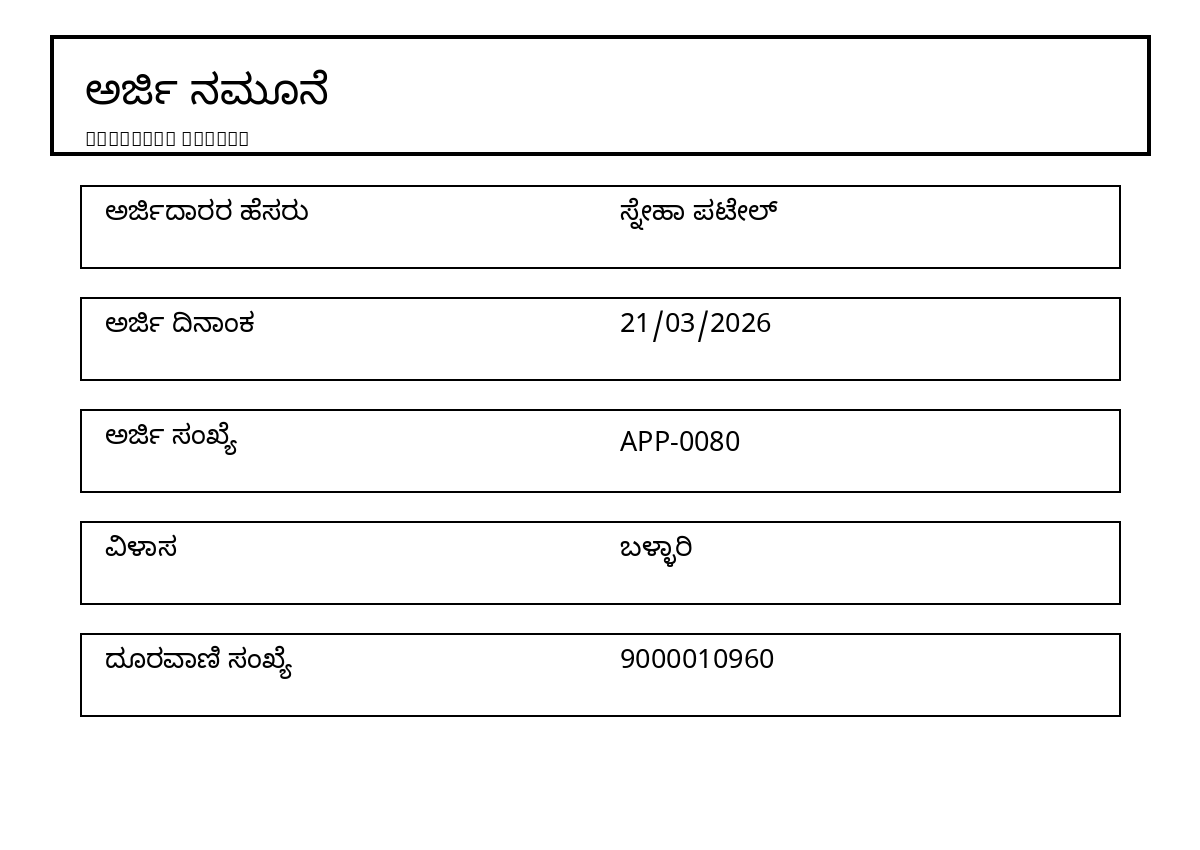 ಅರ್ಜಿ ನಮೂನೆ
ಅರ್ಜಿದಾರರ ಹೆಸರು ಸ್ನೇಹಾ ಪಟೇಲ್
ಅರ್ಜಿ ದಿನಾಂಕ 21/03/2026
ಅರ್ಜಿ ಸಂಖ್ಯೆ APP-0080
ವಿಳಾಸ ಬಳ್ಳಾರಿ
ದೂರವಾಣಿ ಸಂಖ್ಯೆ 9000010960